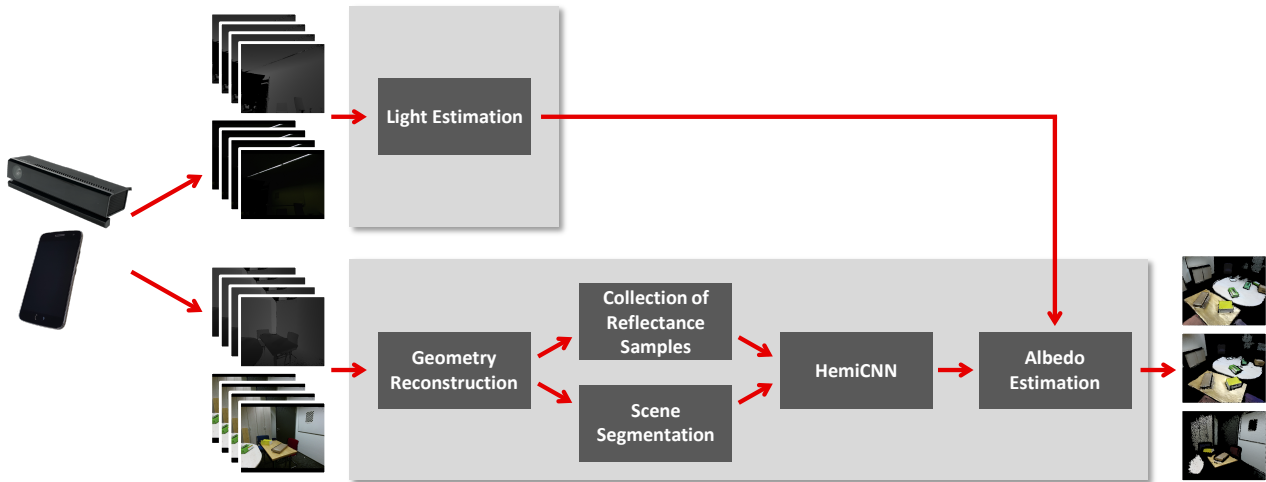 Light Estimation
Collection of
Reflectance
Samples
Geometry
Reconstruction
HemiCNN
Albedo
Estimation
Scene
Segmentation